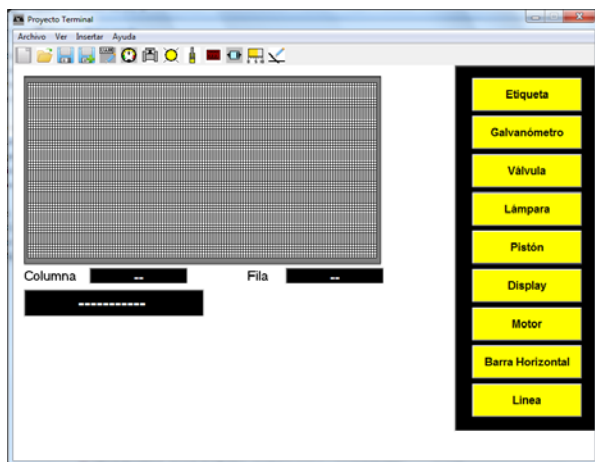 Proyecto Terminal
Archivo Ver Insertar Ayuda
Etiqueta
Galvanómetro
Válvula
Lámpara
Pistón
Display
Motor
Barra Horizontal
Linea
Columna -- Fila --
-----------